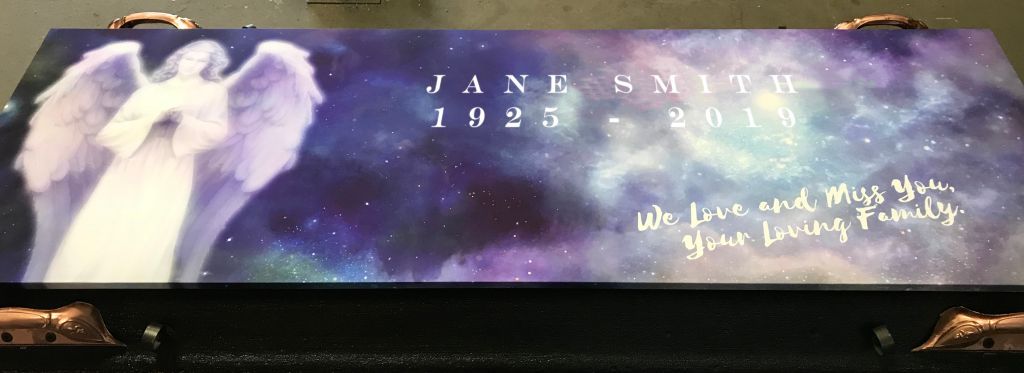 JANE SMITH
1925 - 2019
We Love and Miss You,
Your Loving Family.